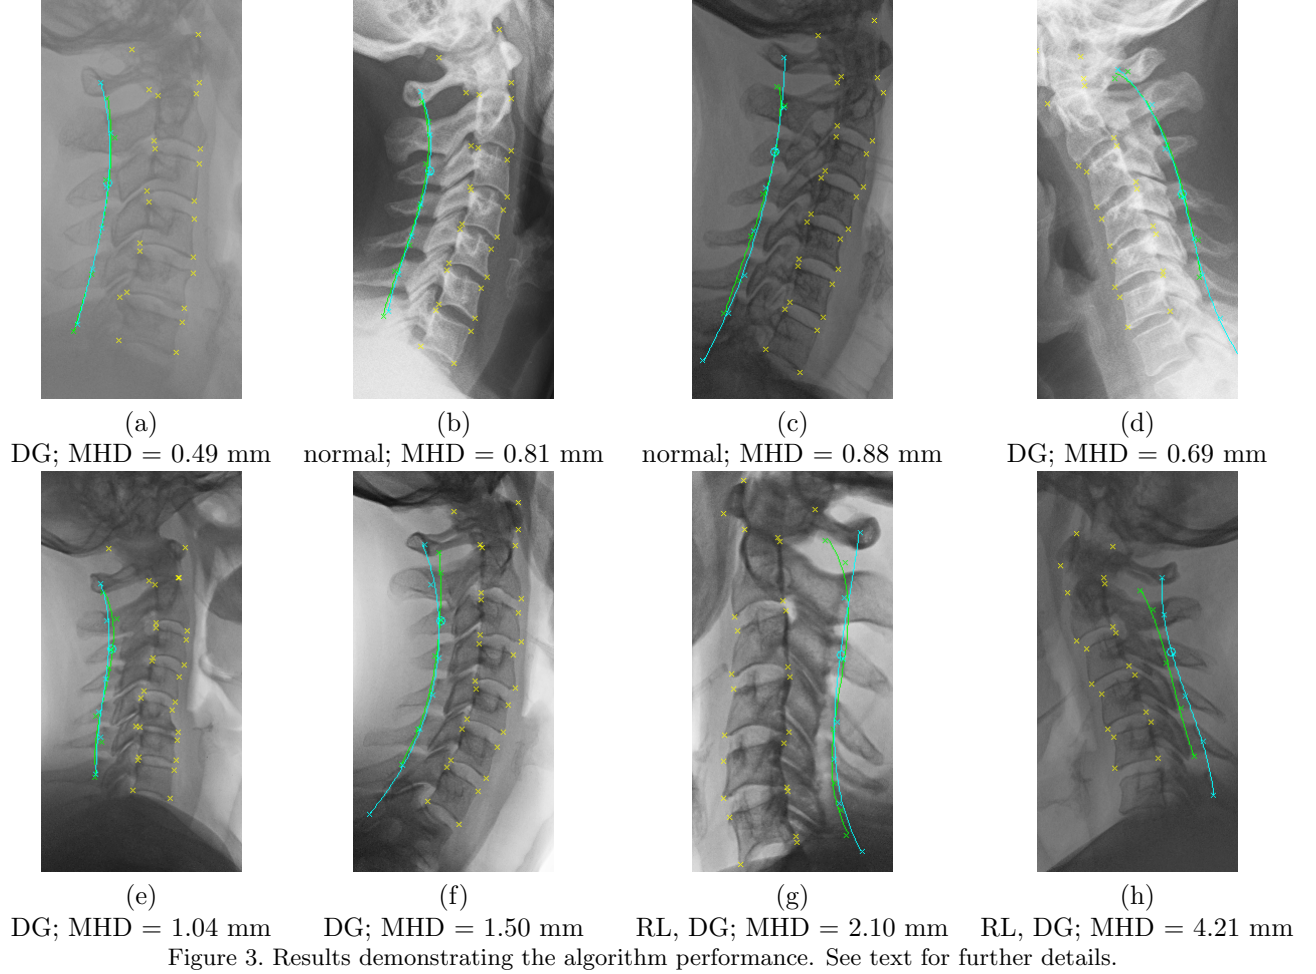 (a) (b) (c) (d)
DG; MHD = 0.49 mm normal; MHD = 0.81 mm normal; MHD = 0.88 mm DG; MHD = 0.69 mm
(e) (f) (g) (h)
DG; MHD = 1.04 mm DG; MHD = 1.50 mm RL, DG; MHD = 2.10 mm RL, DG; MHD = 4.21 mm
Figure 3. Results demonstrating the algorithm performance. See text for further details.